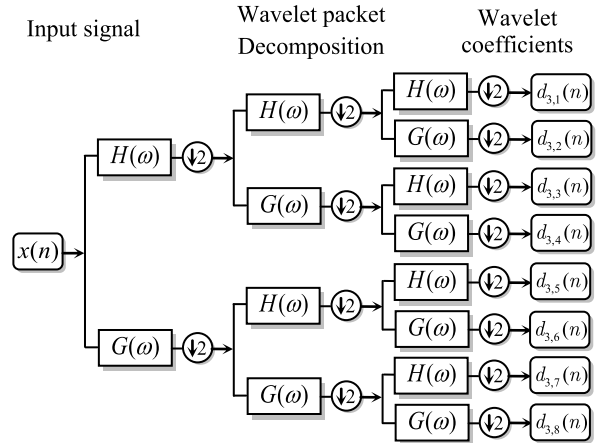 Input signal
Wavelet packet
Decomposition
Wavelet
coefficients
x(n)
H(ω)
↓2
G(ω)
↓2
H(ω)
↓2
G(ω)
↓2
H(ω)
↓2
G(ω)
↓2
H(ω)
↓2
d3,1(n)
G(ω)
↓2
d3,2(n)
H(ω)
↓2
d3,3(n)
G(ω)
↓2
d3,4(n)
H(ω)
↓2
d3,5(n)
G(ω)
↓2
d3,6(n)
H(ω)
↓2
d3,7(n)
G(ω)
↓2
d3,8(n)